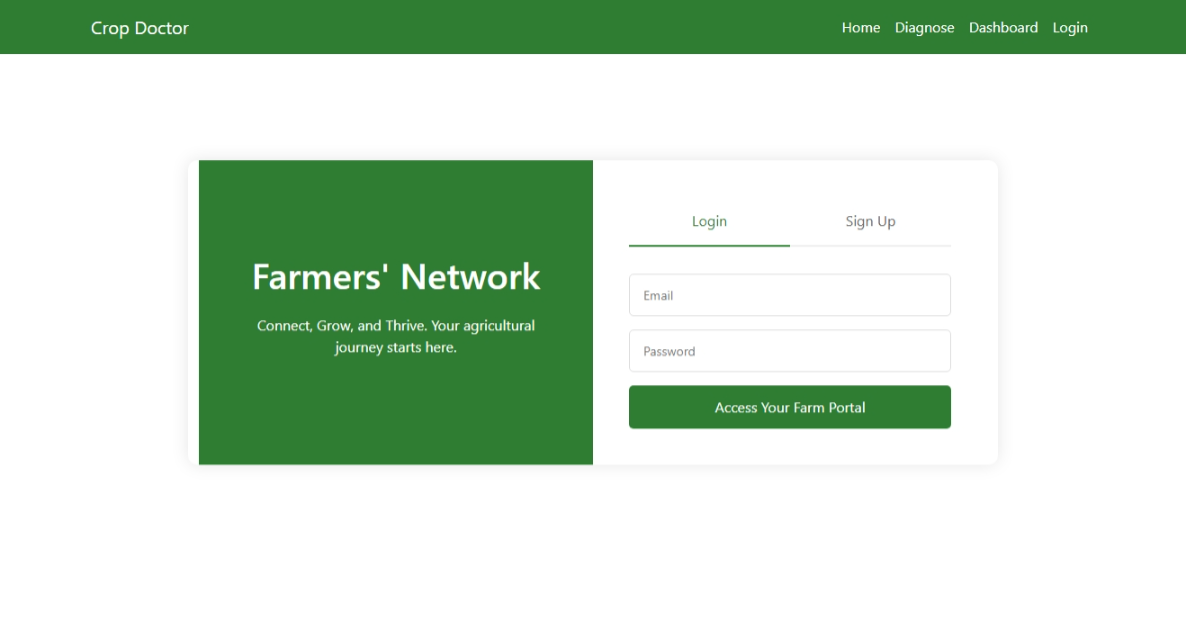 Crop Doctor
Home Diagnose Dashboard Login
Farmers' Network
Connect, Grow, and Thrive. Your agricultural
journey starts here.
Login Sign Up
Email
Password
Access Your Farm Portal